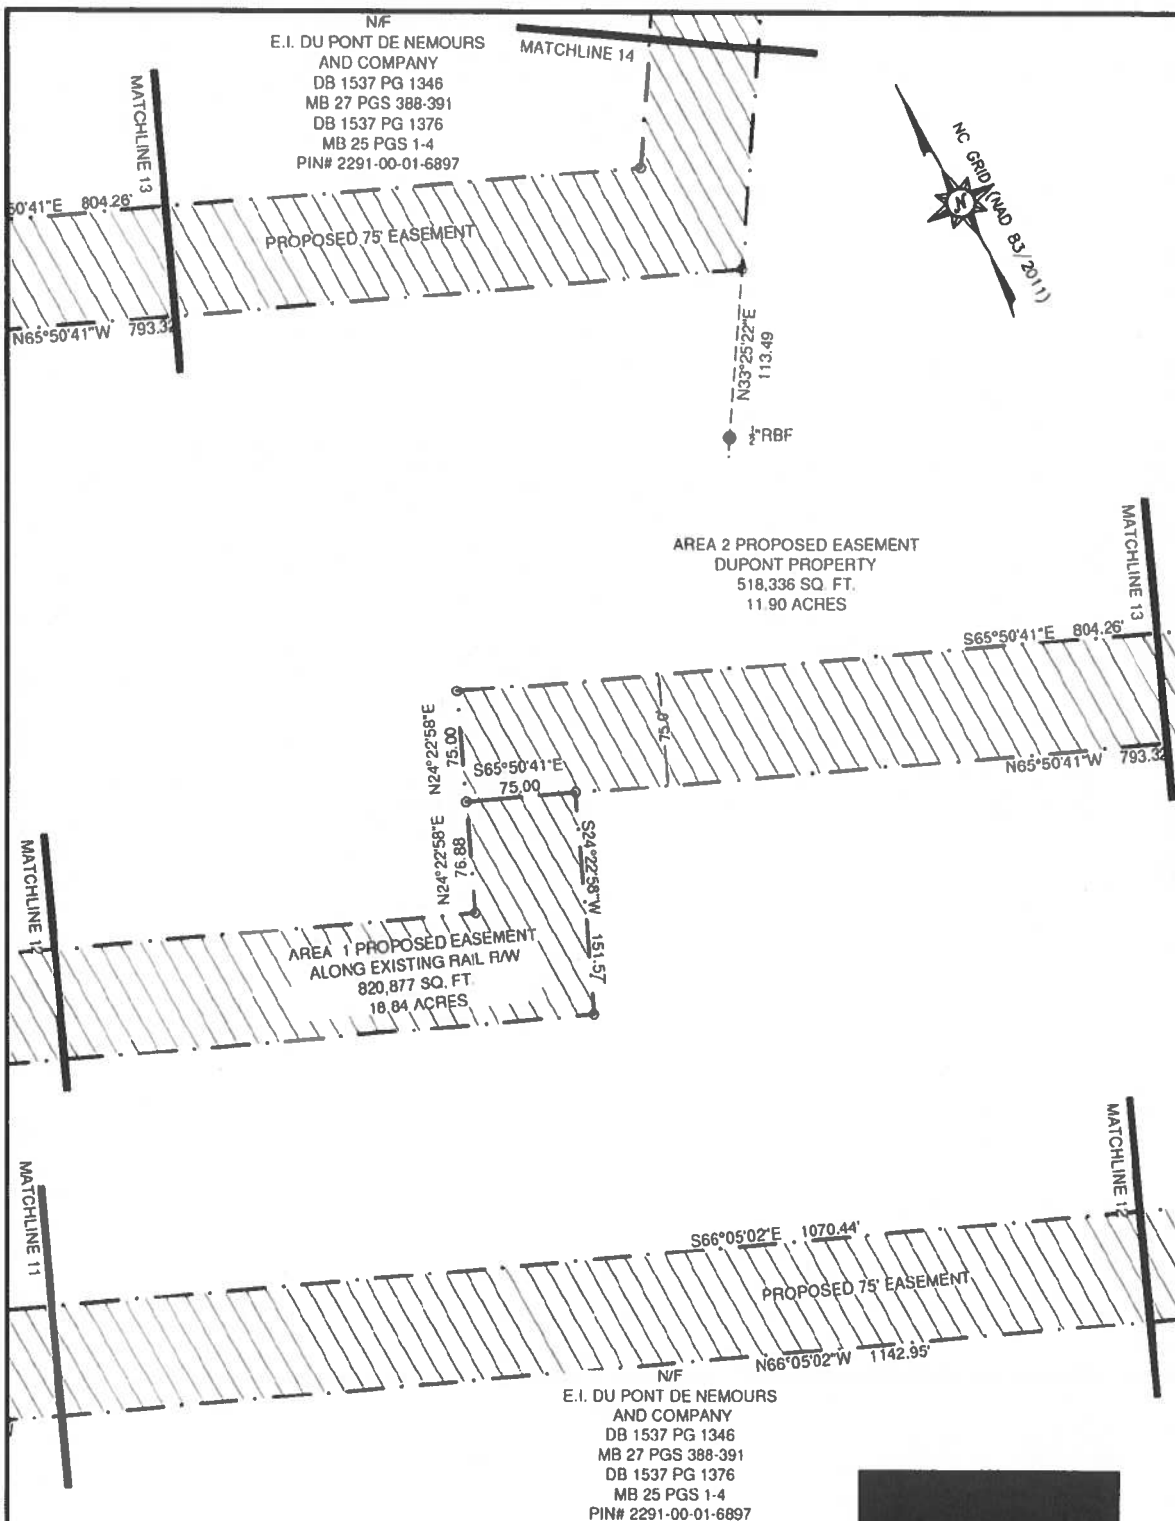 N/F
E.I. DU PONT DE NEMOURS
AND COMPANY
DB 1537 PG 1346
MB 27 PGS 388-391
DB 1537 PG 1376
MB 25 PGS 1-4
PIN# 2291-00-01-6897
MATCHLINE 14
MATCHLINE 13
NC GRID (NAD 83/2011)
N
50'41"E 804.26'
PROPOSED 75' EASEMENT
N65°50'41"W 793.32
N33°25'22"E
113.49
½"RBF
AREA 2 PROPOSED EASEMENT
DUPONT PROPERTY
518,336 SQ. FT.
11.90 ACRES
MATCHLINE 13
S65°50'41"E 804.26'
75.0'
N65°50'41"W 793.32
N24°22'58"E
75.00
S65°50'41"E
75.00
N24°22'58"E
76.88
S24°22'58"W 151.57
MATCHLINE 12
AREA 1 PROPOSED EASEMENT
ALONG EXISTING RAIL R/W
820,877 SQ. FT.
18.84 ACRES
MATCHLINE 12
MATCHLINE 11
S66°05'02"E 1070.44'
PROPOSED 75' EASEMENT
N66°05'02"W 1142.95'
N/F
E.I. DU PONT DE NEMOURS
AND COMPANY
DB 1537 PG 1346
MB 27 PGS 388-391
DB 1537 PG 1376
MB 25 PGS 1-4
PIN# 2291-00-01-6897